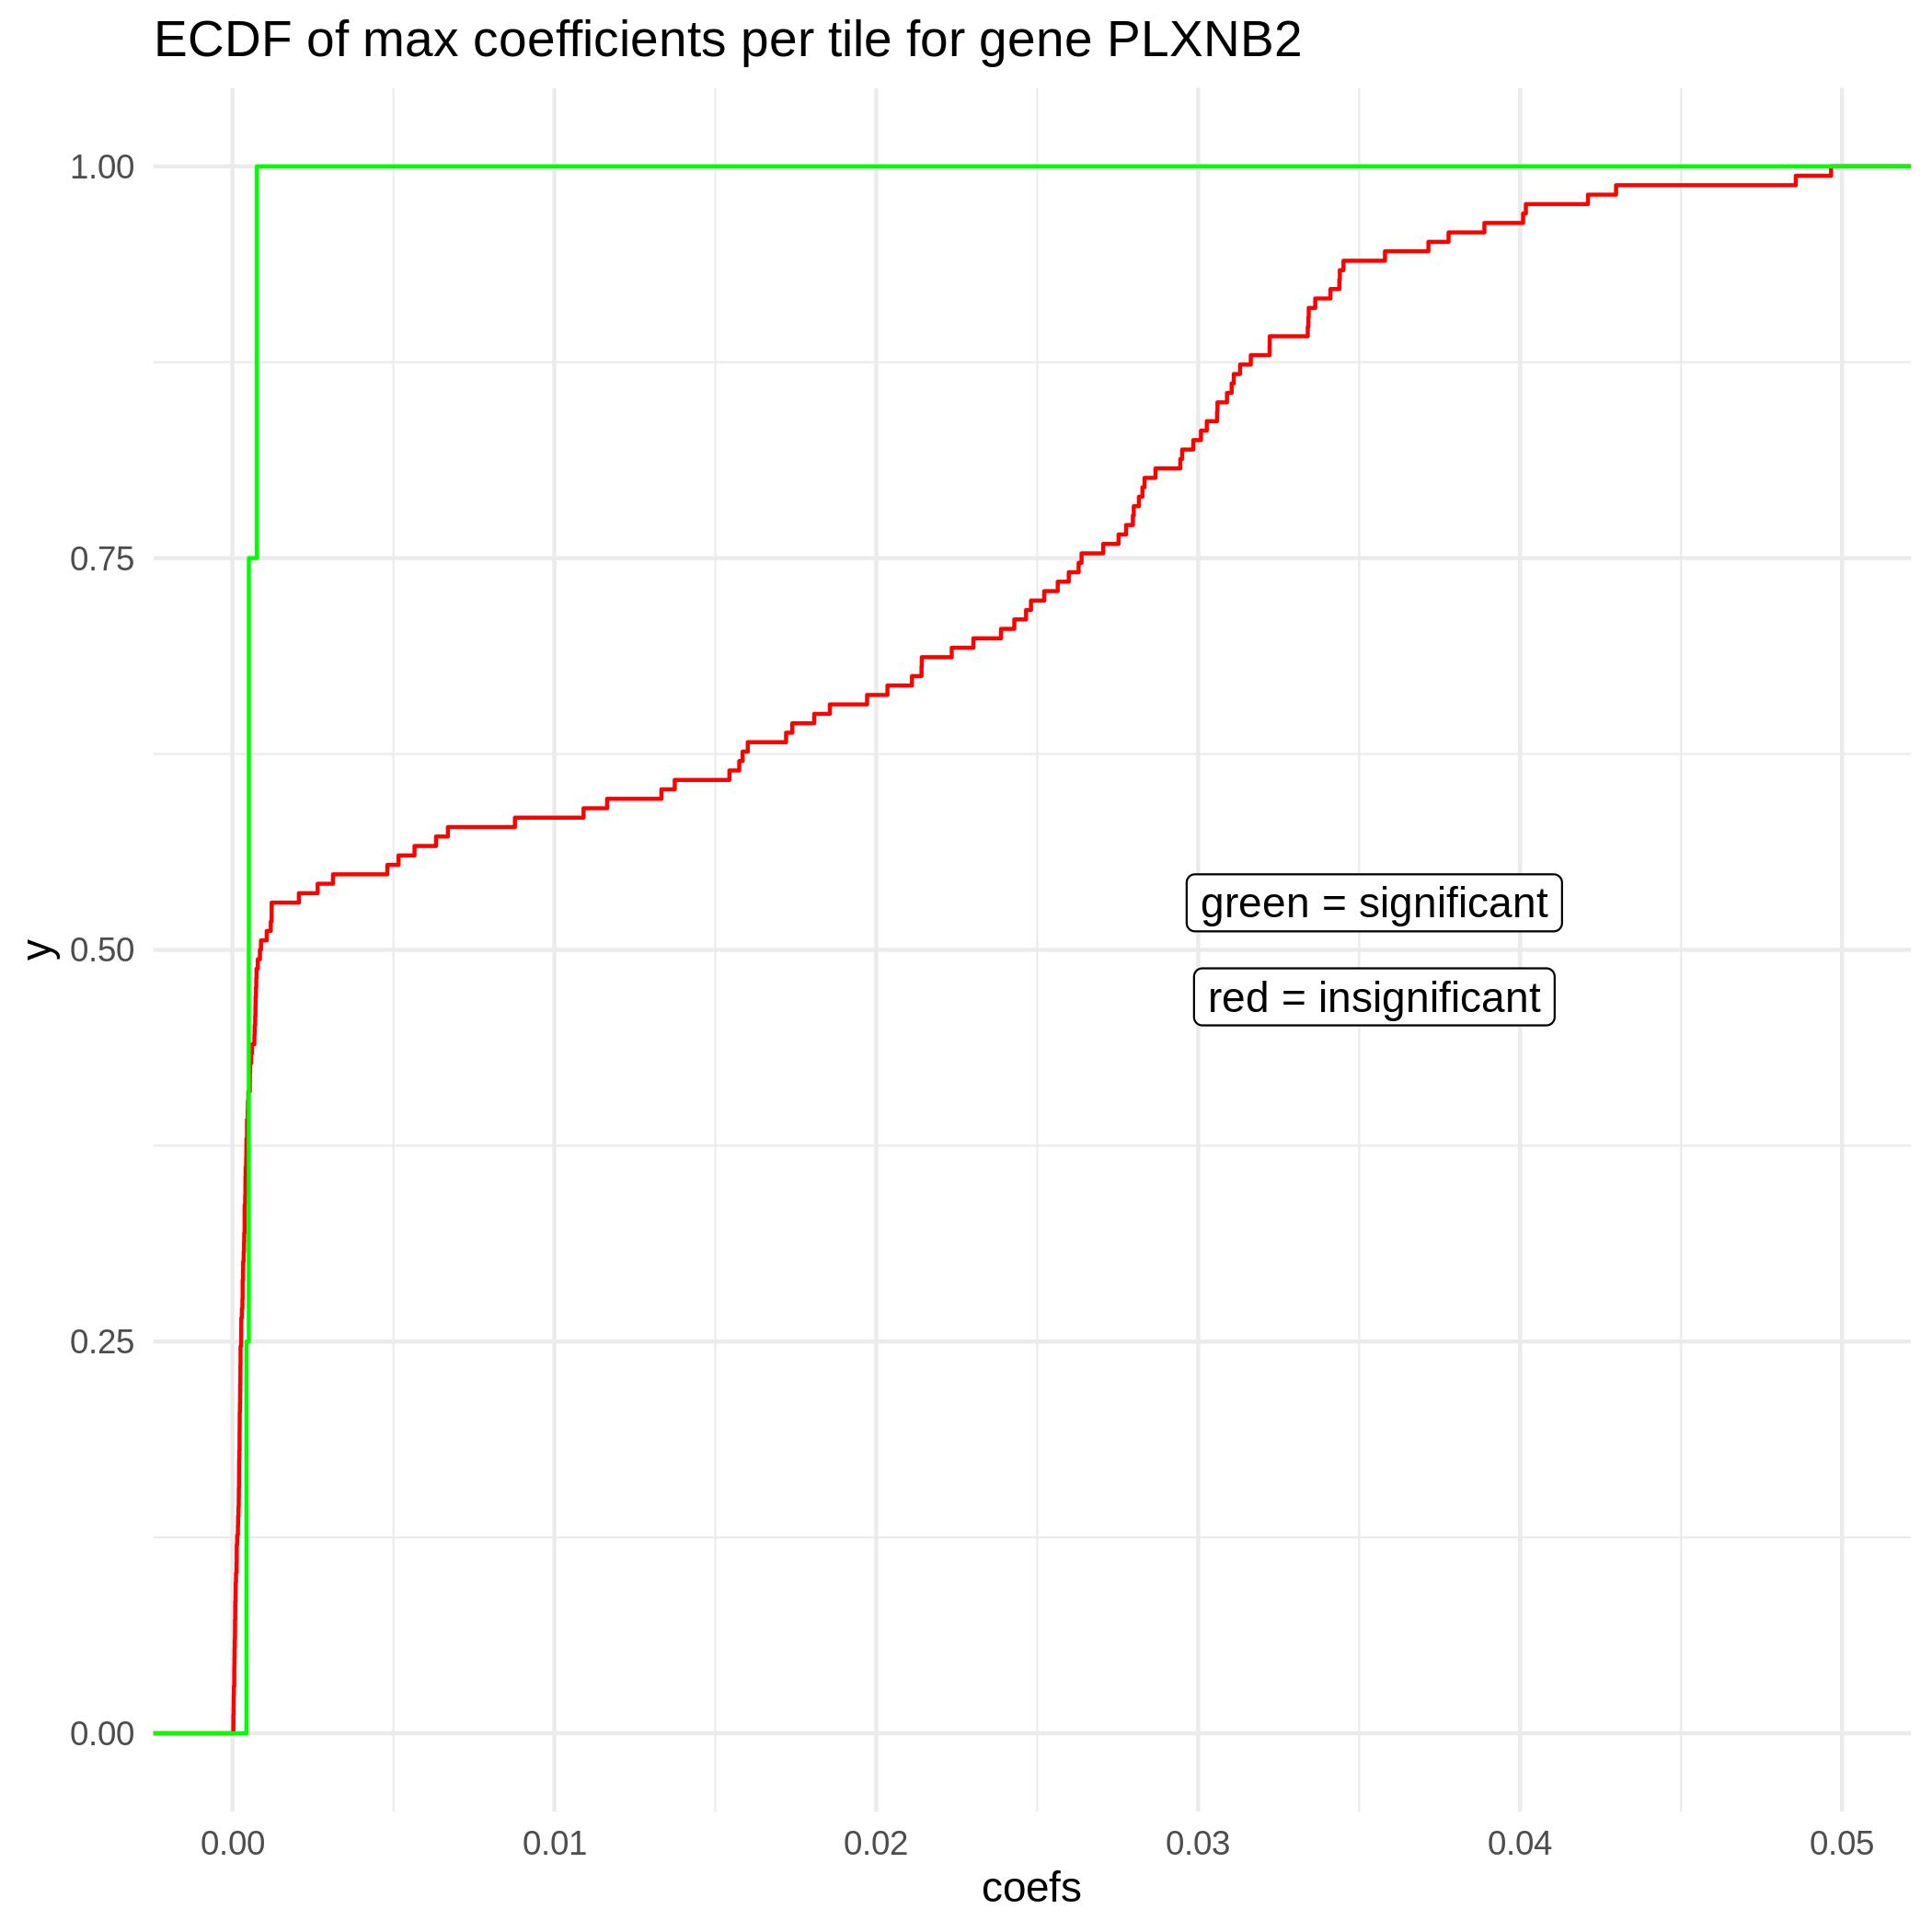 ECDF of max coefficients per tile for gene PLXNB2
1.00
0.75
0.50
0.25
0.00
y
green = significant
red = insignificant
0.00 0.01 0.02 0.03 0.04 0.05
coefs